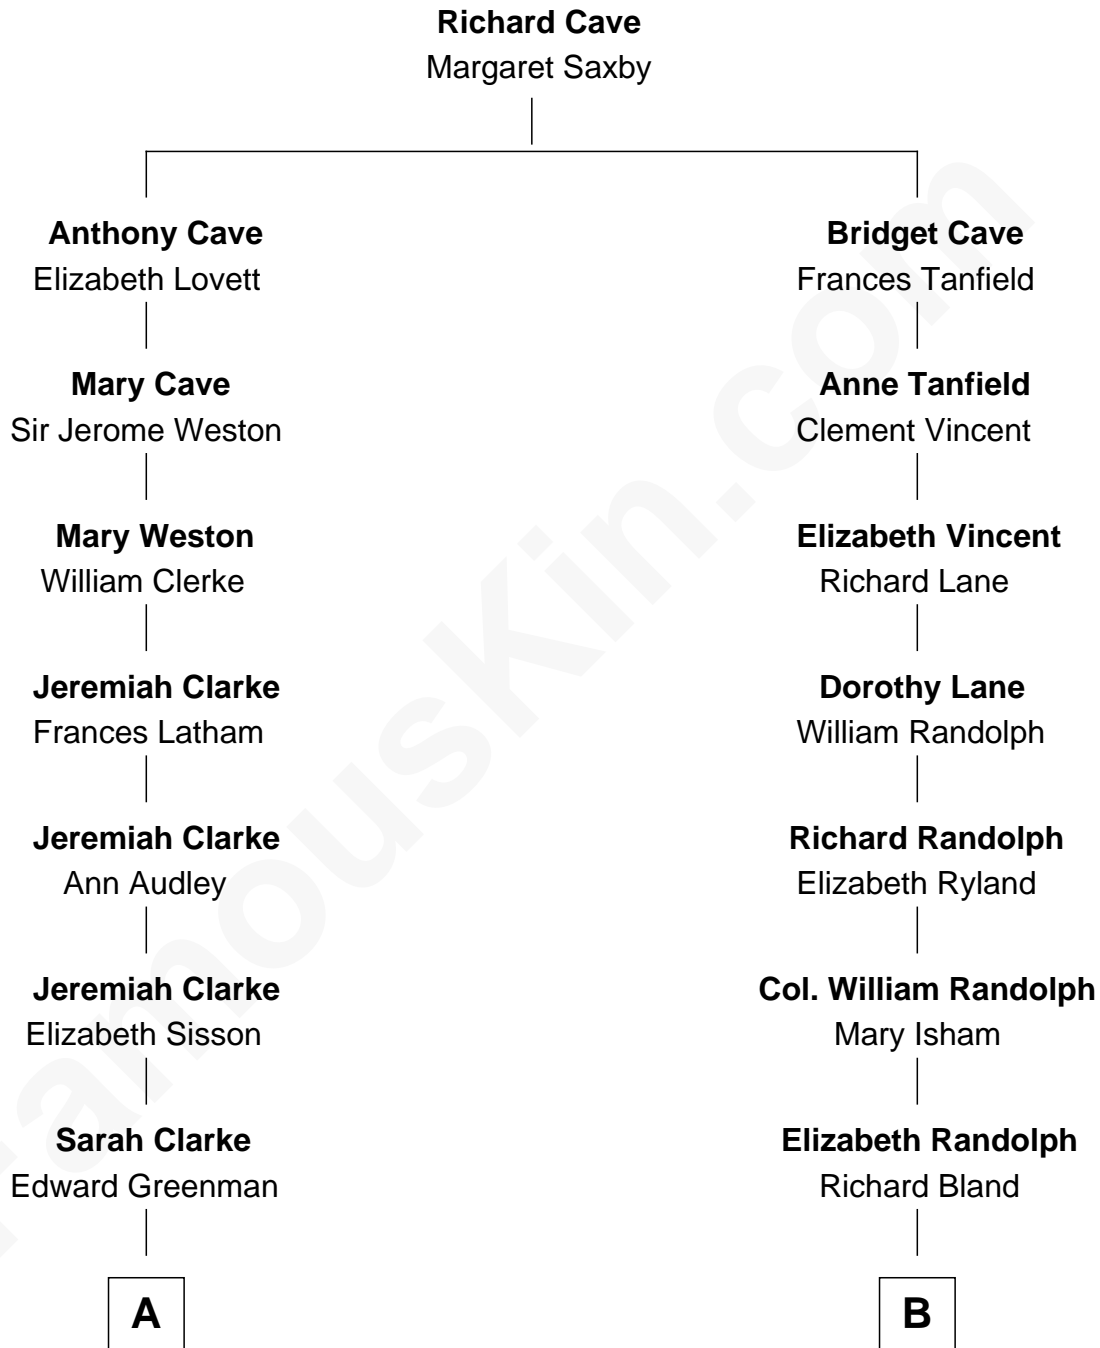 Richard Cave
Margaret Saxby
Anthony Cave
Elizabeth Lovett
Bridget Cave
Frances Tanfield
Mary Cave
Sir Jerome Weston
Anne Tanfield
Clement Vincent
Mary Weston
William Clerke
Elizabeth Vincent
Richard Lane
Jeremiah Clarke
Frances Latham
Dorothy Lane
William Randolph
Jeremiah Clarke
Ann Audley
Richard Randolph
Elizabeth Ryland
Jeremiah Clarke
Elizabeth Sisson
Col. William Randolph
Mary Isham
Sarah Clarke
Edward Greenman
Elizabeth Randolph
Richard Bland
A
B
FamousKin.com